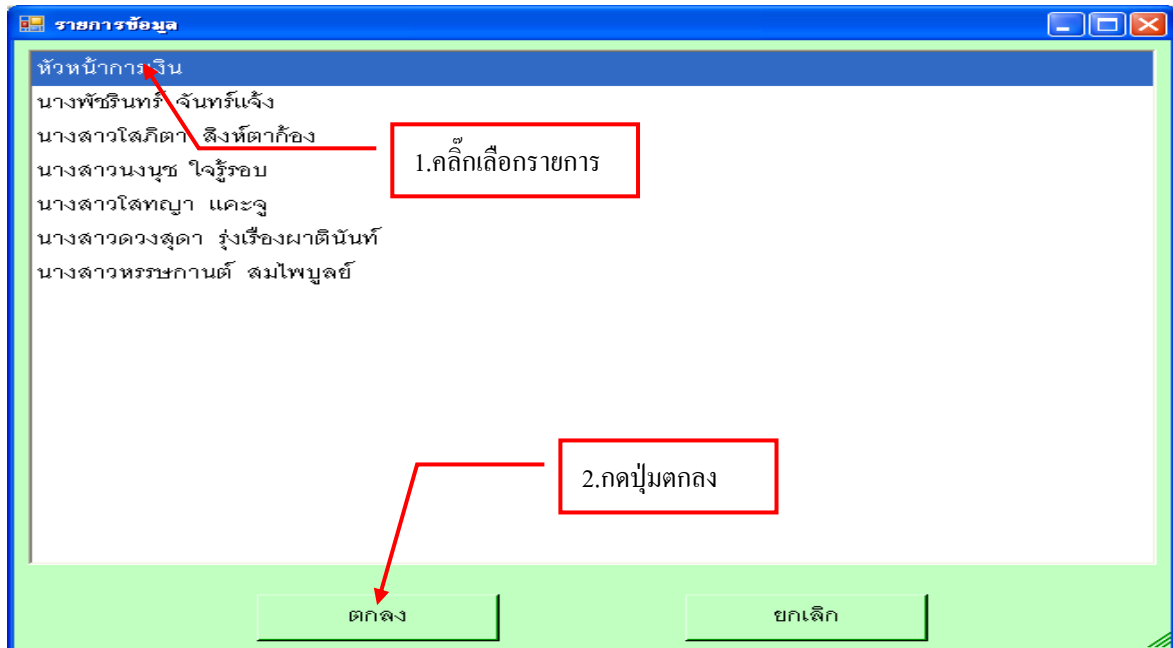 รายการข้อมูล
หัวหน้าการเงิน
นางพัชรินทร์ จันทร์แจ้ง
นางสาวโสภิตา สิงห์ตาก้อง
1.คลิ๊กเลือกรายการ
นางสาวนงนุช ใจรู้รอบ
นางสาวโสทญา แคะจู
นางสาวดวงสุดา รุ่งเรืองผาตินันท์
นางสาวหรรษกานต์ สมไพบูลย์
2.กดปุ่มตกลง
ตกลง
ยกเลิก